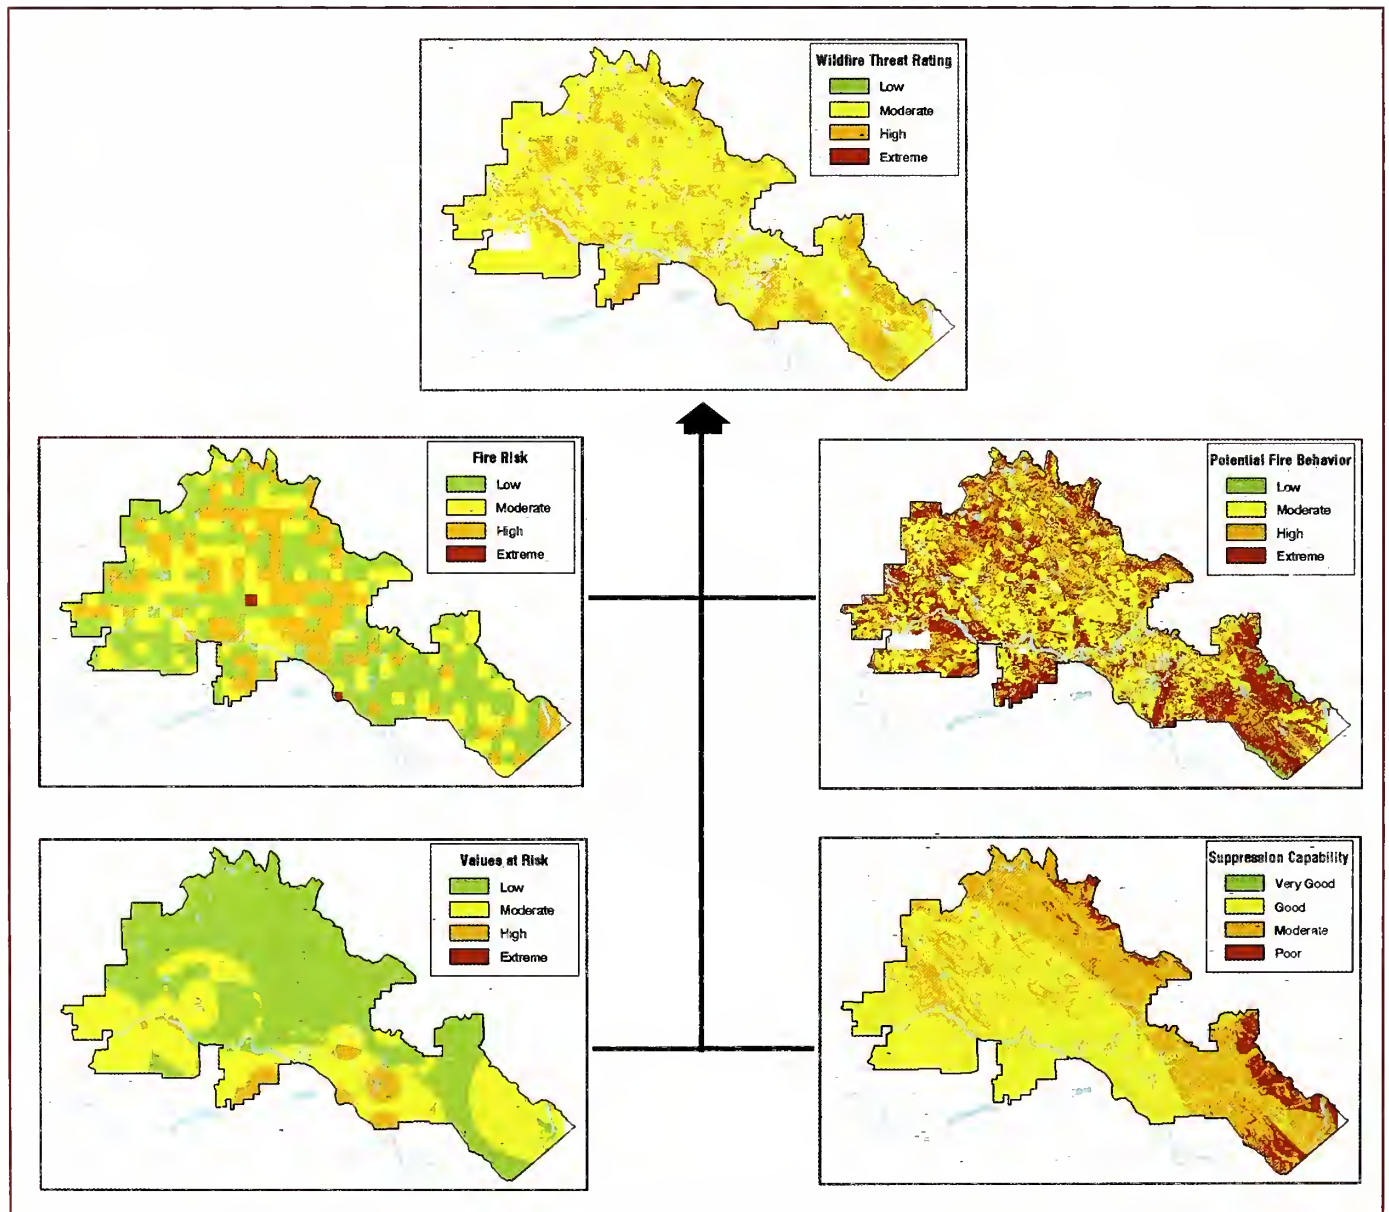 Wildfire Threat Rating
Low
Moderate
High
Extreme
Fire Risk
Low
Moderate
High
Extreme
Potential Fire Behavior
Low
Moderate
High
Extreme
Values at Risk
Low
Moderate
High
Extreme
Suppression Capability
Very Good
Good
Moderate
Poor